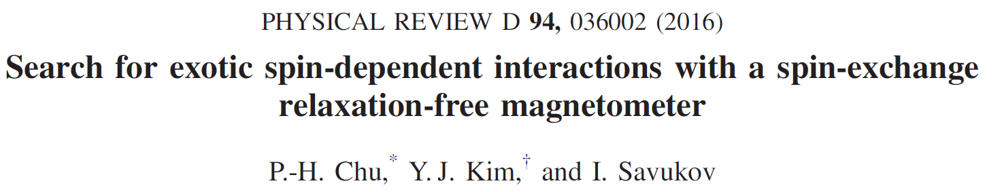 PHYSICAL REVIEW D 94, 036002 (2016)
Search for exotic spin-dependent interactions with a spin-exchange
relaxation-free magnetometer
P.-H. Chu,* Y. J. Kim,† and I. Savukov